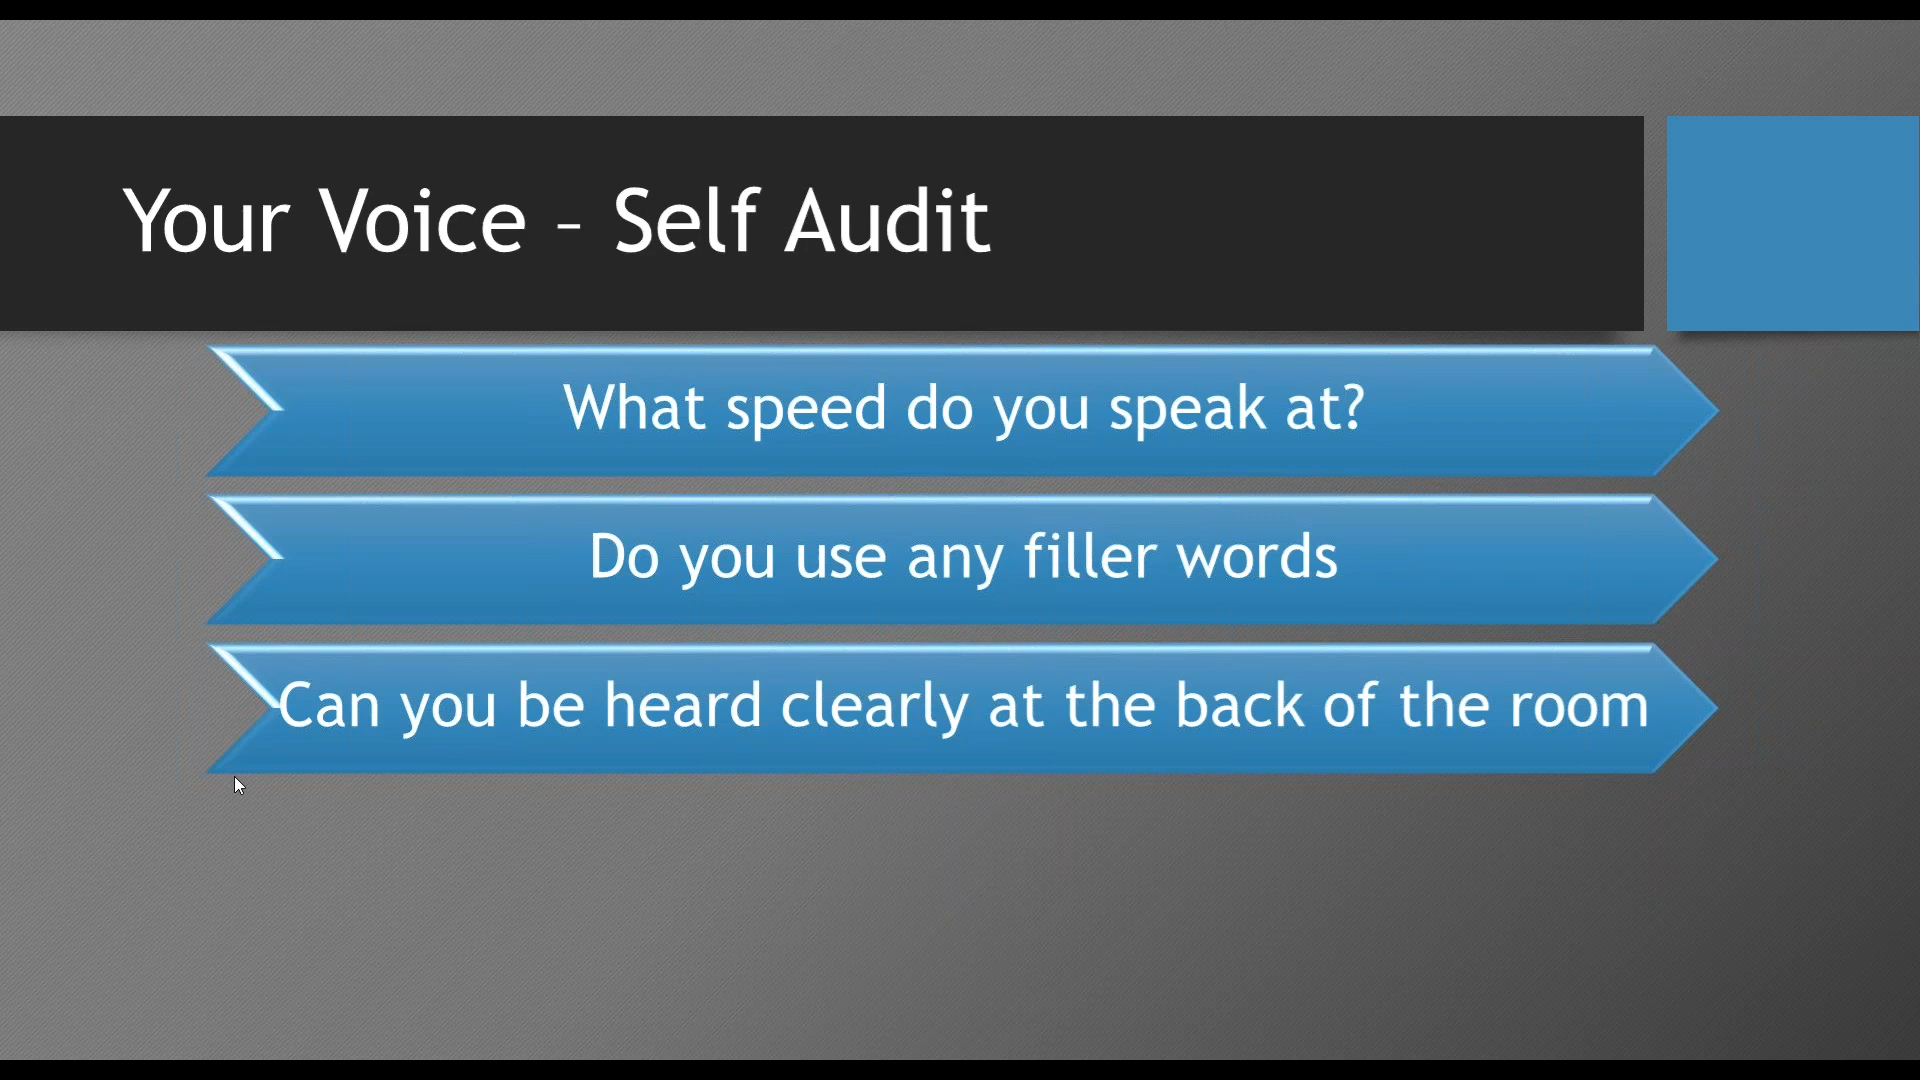 Your Voice – Self Audit
What speed do you speak at?
Do you use any filler words
Can you be heard clearly at the back of the room